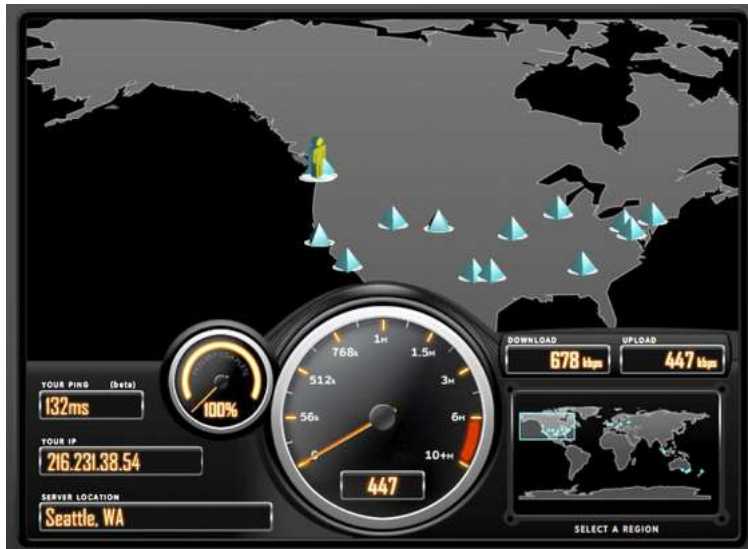 DOWNLOAD UPLOAD
678 kbps 447 kbps
1M
768k 1.5M
512k 3M
56k 6M
0 10+M
447
100%
YOUR PING (beta)
132ms
YOUR IP
216.231.38.54
SERVER LOCATION
Seattle, WA
SELECT A REGION